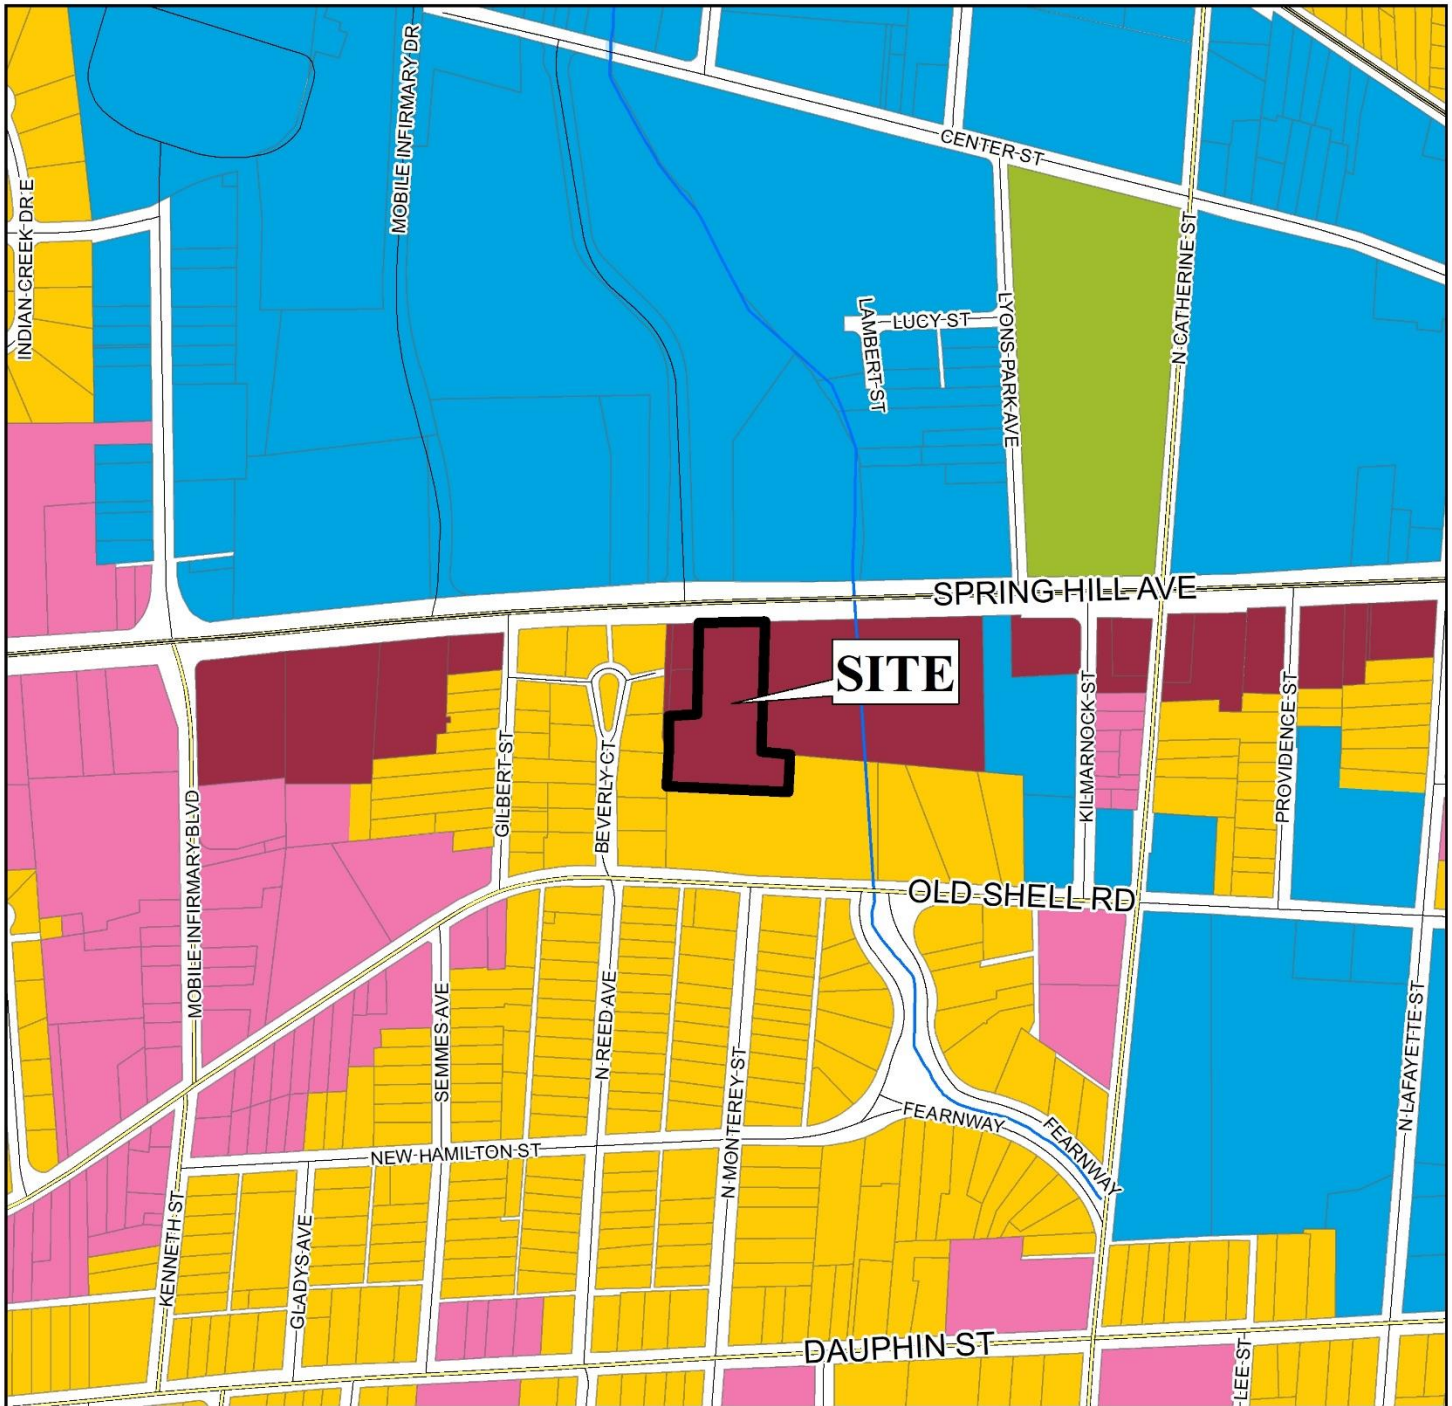 MOBILE INFIRMARY DR
CENTER ST
INDIAN CREEK DR E
N CATHERINE ST
LYONS PARK AVE
LAMBERT ST
LUCY ST
SPRING HILL AVE
SITE
KILMARNOCK ST
PROVIDENCE ST
GILBERT ST
BEVERLY CT
MOBILE INFIRMARY BLVD
OLD SHELL RD
SEMMES AVE
N REED AVE
N MONTEREY ST
N LAFAYETTE ST
FEARNWAY
FEARNWAY
NEW HAMILTON ST
KENNETH ST
GLADYS AVE
DAUPHIN ST
LEE ST